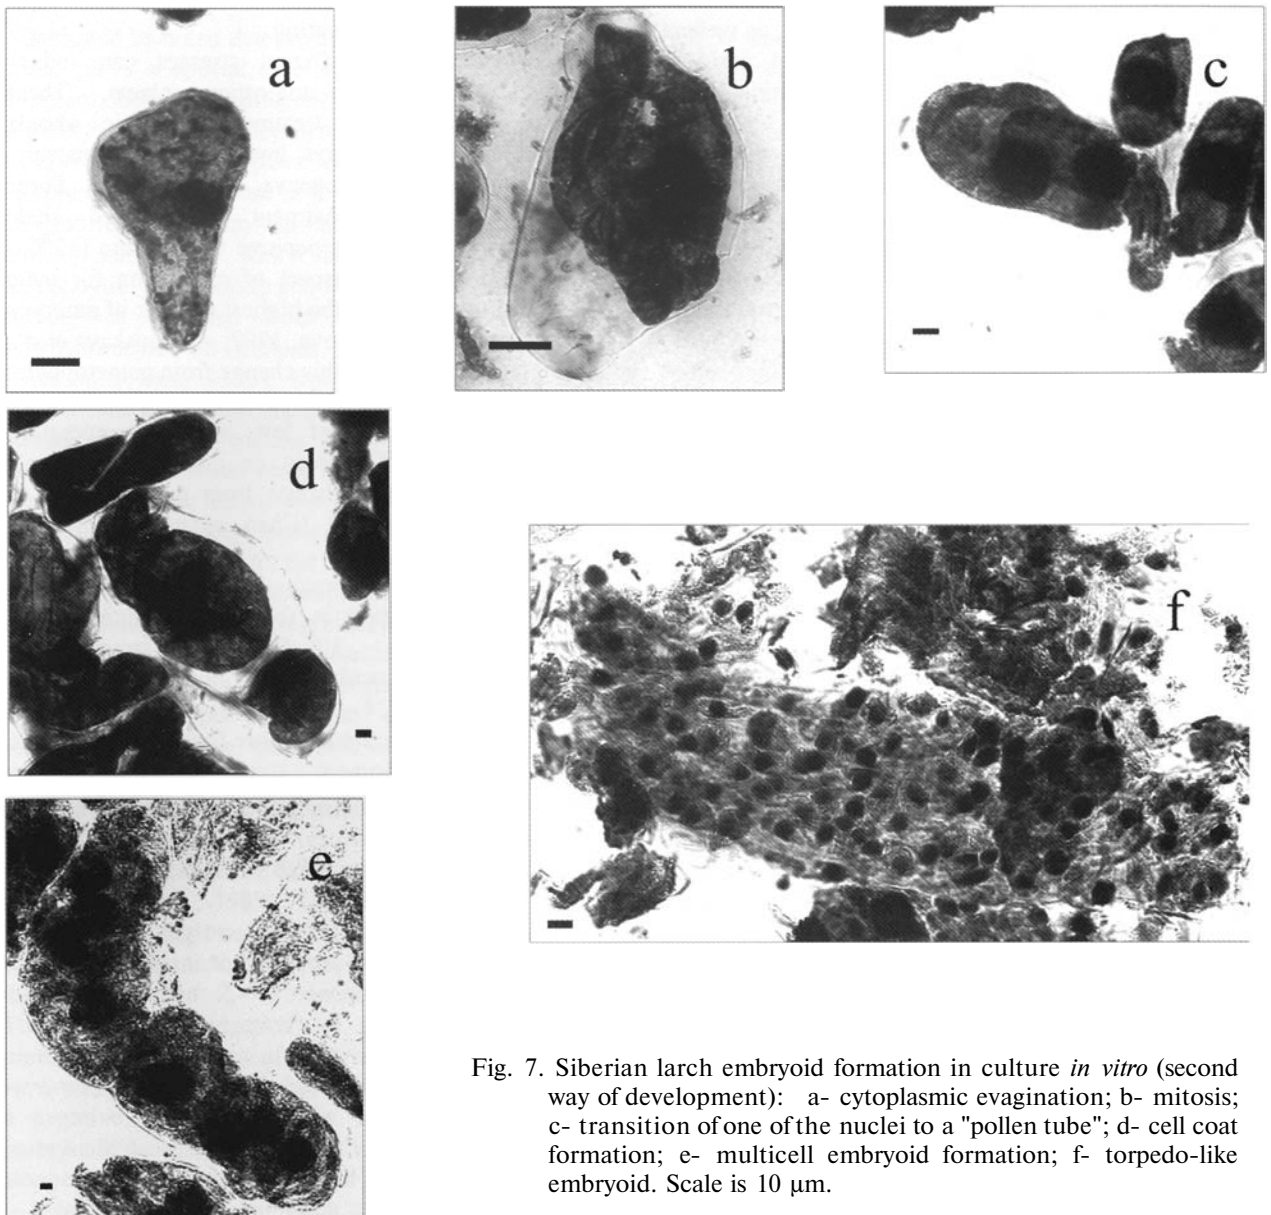 a
b
c
d
e
f
Fig. 7. Siberian larch embryoid formation in culture in vitro (second
way of development): a- cytoplasmic evagination; b- mitosis;
c- transition of one of the nuclei to a "pollen tube"; d- cell coat
formation; e- multicell embryoid formation; f- torpedo-like
embryoid. Scale is 10 µm.